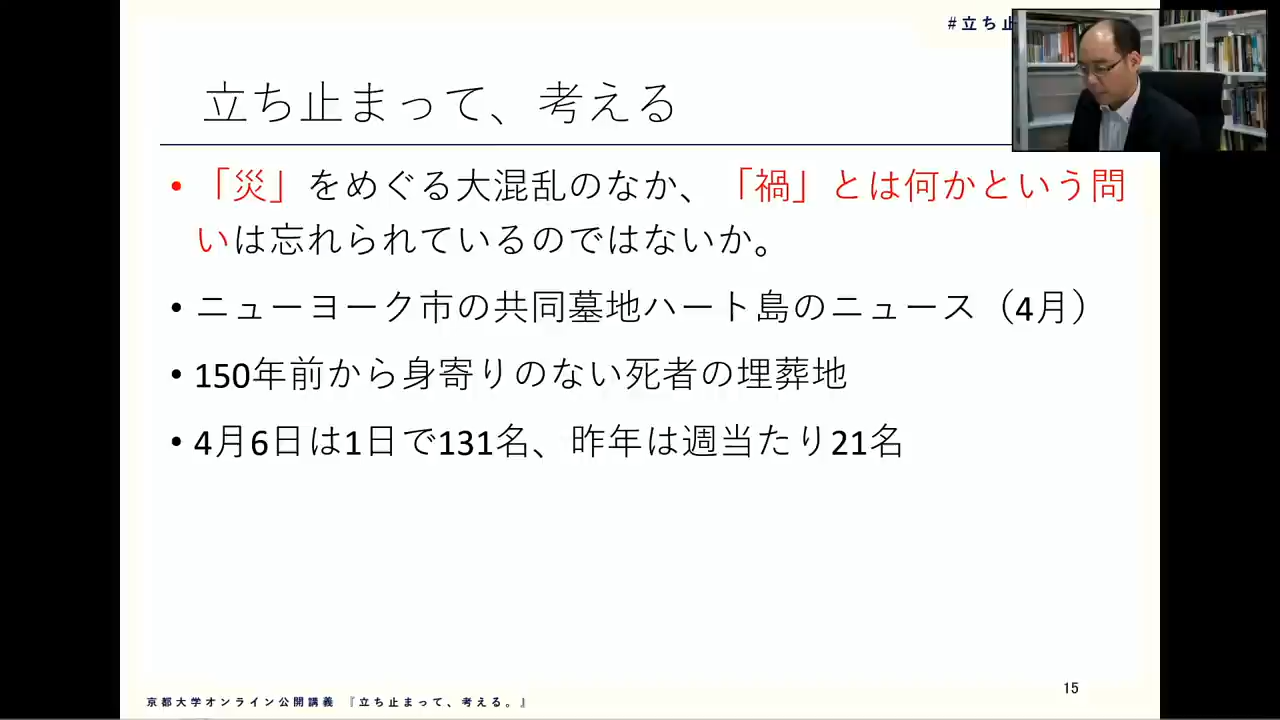 #立ち止
立ち止まって、考える
• 「災」をめぐる大混乱のなか、「禍」とは何かという問
いは忘れられているのではないか。
• ニューヨーク市の共同墓地ハート島のニュース（4月）
• 150年前から身寄りのない死者の埋葬地
• 4月6日は1日で131名、昨年は週当たり21名
15
京都大学オンライン公開講義 『立ち止まって、考える。』